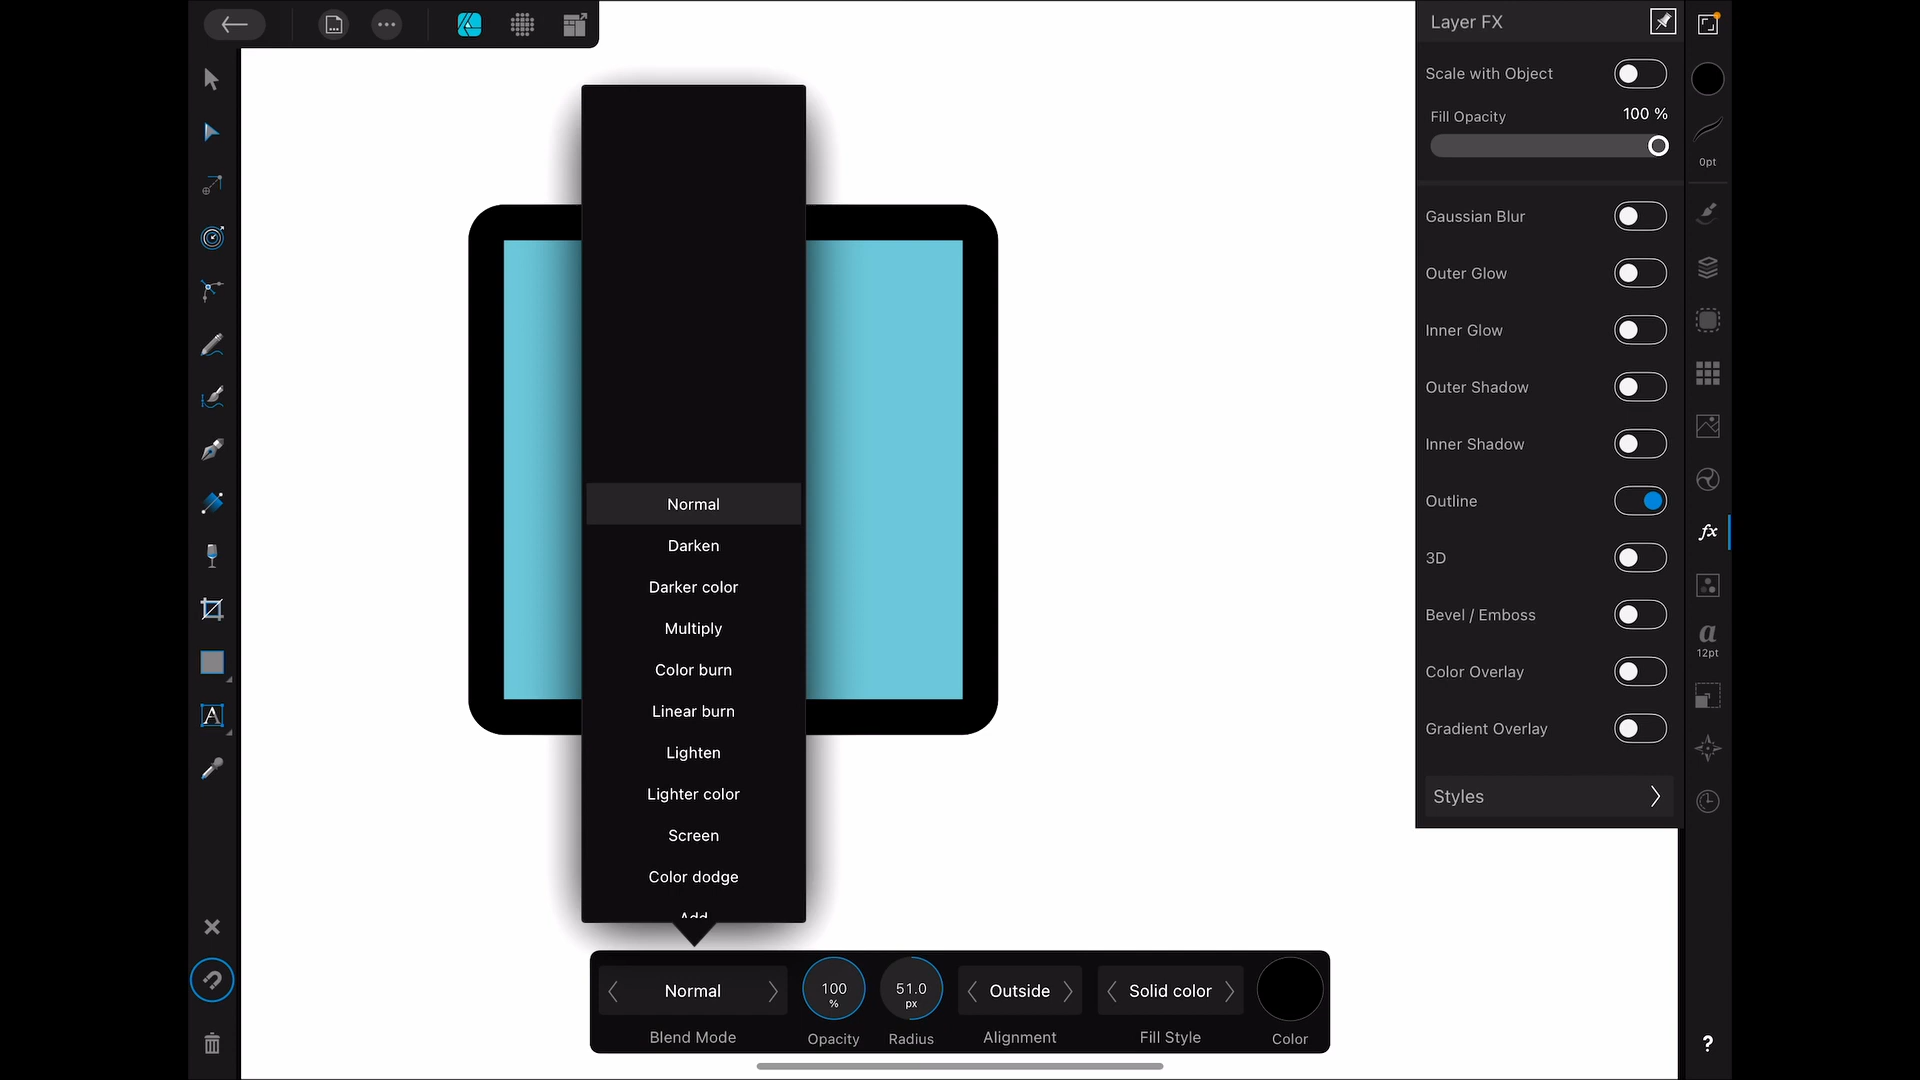 Layer FX
Scale with Object
Fill Opacity 100 %
0pt
Gaussian Blur
Outer Glow
Inner Glow
Outer Shadow
Inner Shadow
Outline
fx
3D
Bevel / Emboss
a
12pt
Color Overlay
Gradient Overlay
Styles
A
Normal
Darken
Darker color
Multiply
Color burn
Linear burn
Lighten
Lighter color
Screen
Color dodge
Add
Normal
100
%
51.0
px
Outside
Solid color
Blend Mode
Opacity
Radius
Alignment
Fill Style
Color
?